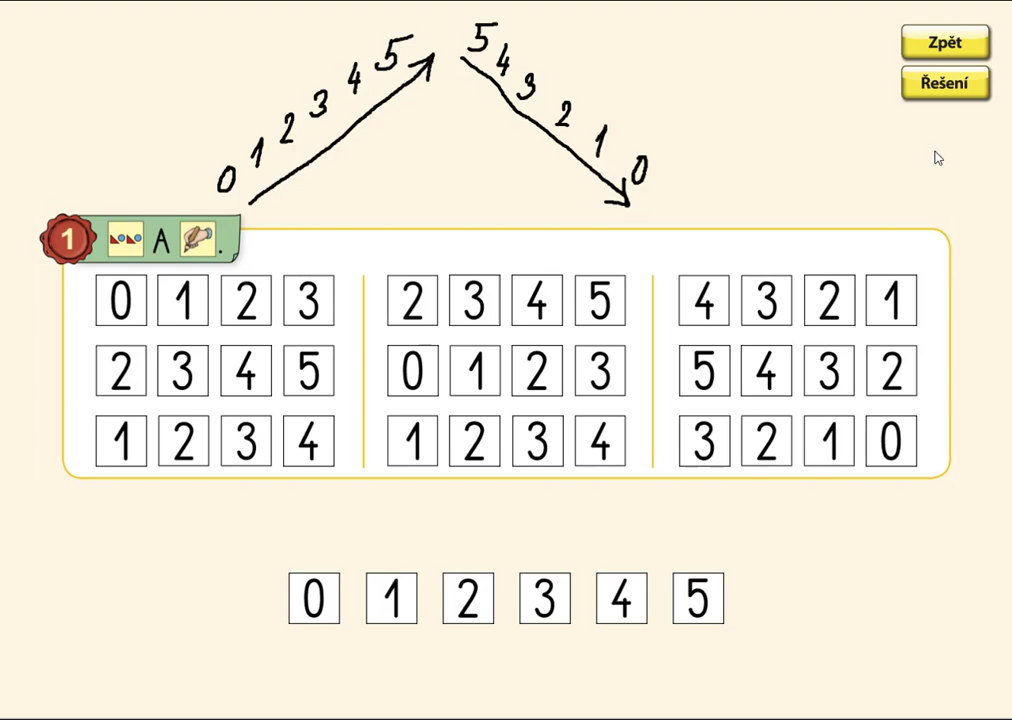 0 1 2 3 4 5
5 4 3 2 1 0
Zpět
Řešení
1 A .
0 1 2 3 2 3 4 5 4 3 2 1
2 3 4 5 0 1 2 3 5 4 3 2
1 2 3 4 1 2 3 4 3 2 1 0
0 1 2 3 4 5